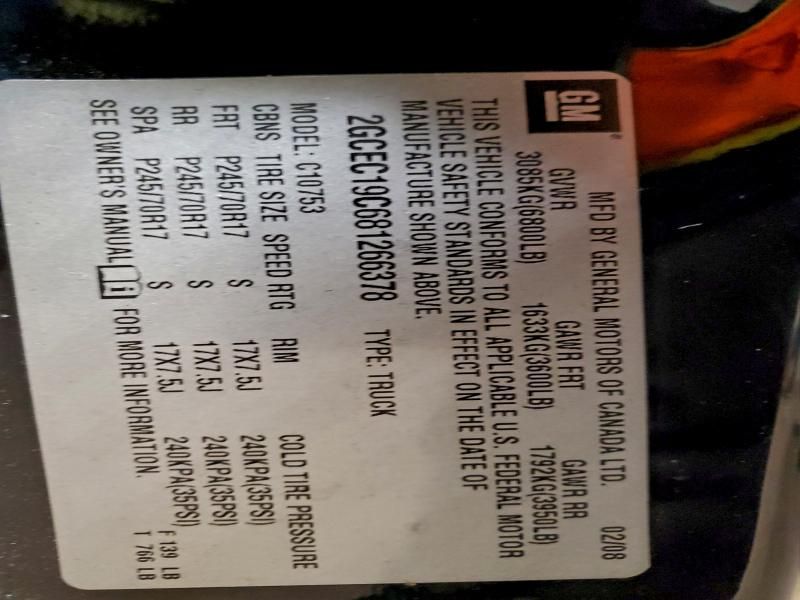 GM®
MFD BY GENERAL MOTORS OF CANADA LTD. 02/08
GVWR GAWR FRT GAWR RR
3085KG(6800LB) 1633KG(3600LB) 1792KG(3950LB)
THIS VEHICLE CONFORMS TO ALL APPLICABLE U.S. FEDERAL MOTOR
VEHICLE SAFETY STANDARDS IN EFFECT ON THE DATE OF
MANUFACTURE SHOWN ABOVE.
2GCEC19C681266378 TYPE: TRUCK
MODEL: C10753
CBNS TIRE SIZE SPEED RTG RIM COLD TIRE PRESSURE
FRT P245/70R17 S 17X7.5J 240KPA(35PSI)
RR P245/70R17 S 17X7.5J 240KPA(35PSI)
SPA P245/70R17 S 17X7.5J 240KPA(35PSI)
SEE OWNER'S MANUAL i FOR MORE INFORMATION.
F 139 LB
T 766 LB